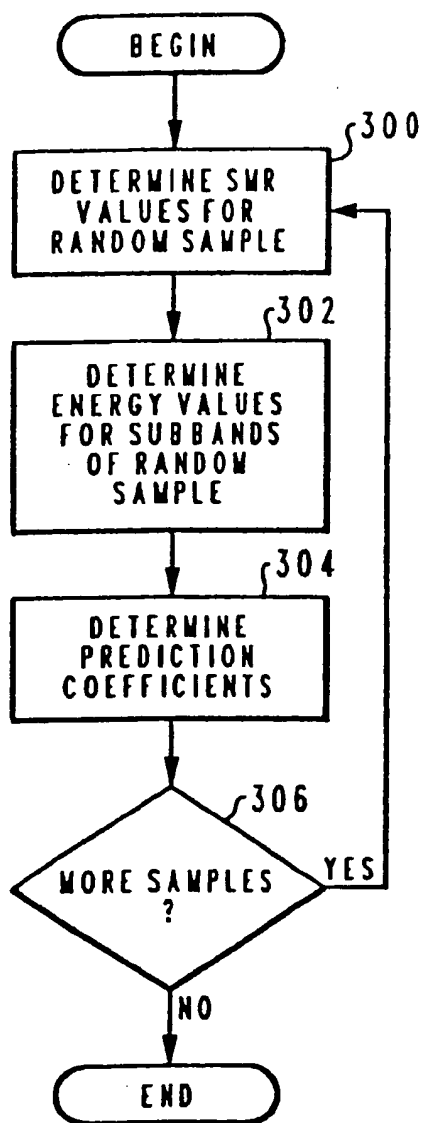 BEGIN
300
DETERMINE SMR
VALUES FOR
RANDOM SAMPLE
302
DETERMINE
ENERGY VALUES
FOR SUBBANDS
OF RANDOM
SAMPLE
304
DETERMINE
PREDICTION
COEFFICIENTS
306
MORE SAMPLES
?
YES
NO
END